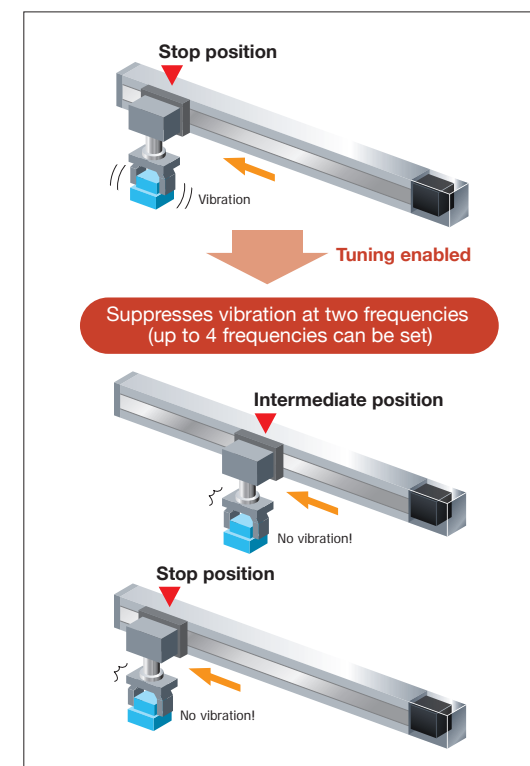 Stop position
Vibration
Tuning enabled
Suppresses vibration at two frequencies
(up to 4 frequencies can be set)
Intermediate position
No vibration!
Stop position
No vibration!